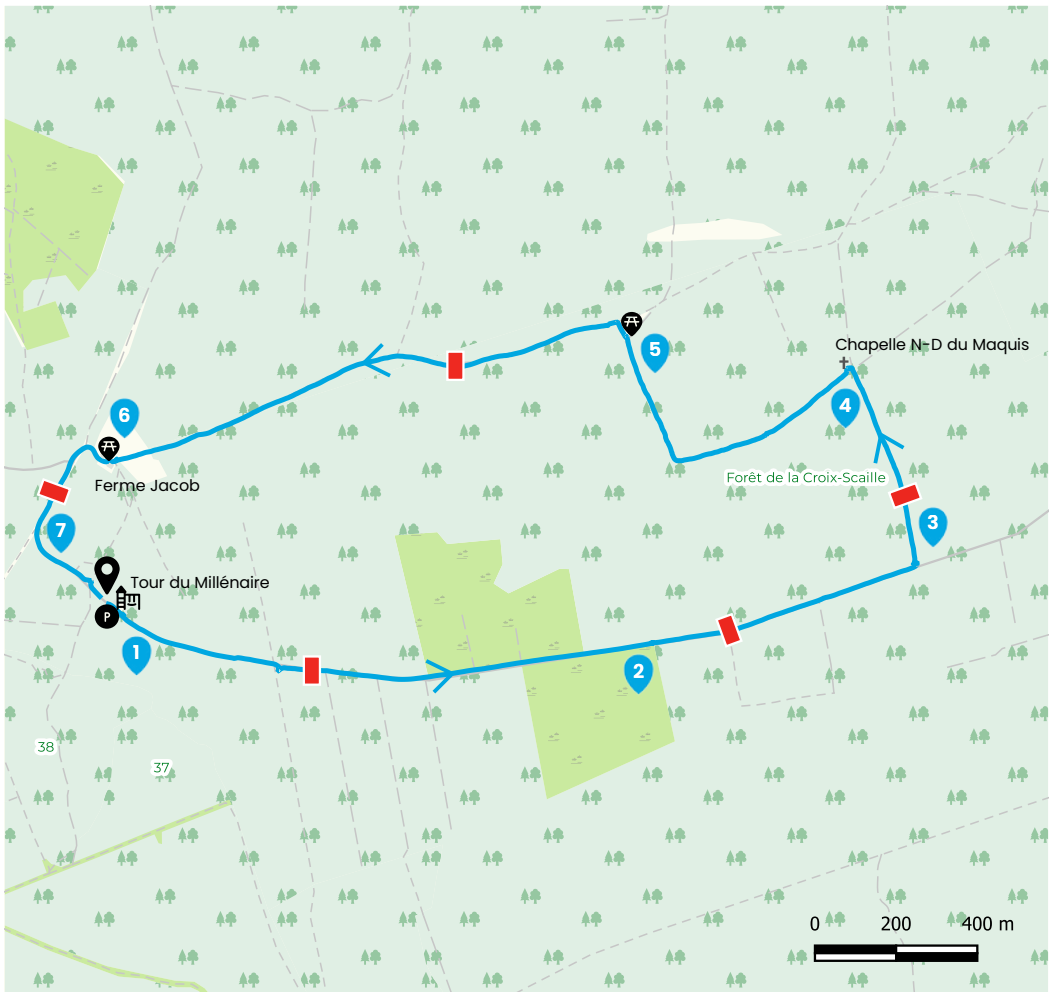 5
Chapelle N-D du Maquis
4
6
Forêt de la Croix-Scaille
Ferme Jacob
3
7
Tour du Millénaire
P
1
2
38
37
0 200 400 m